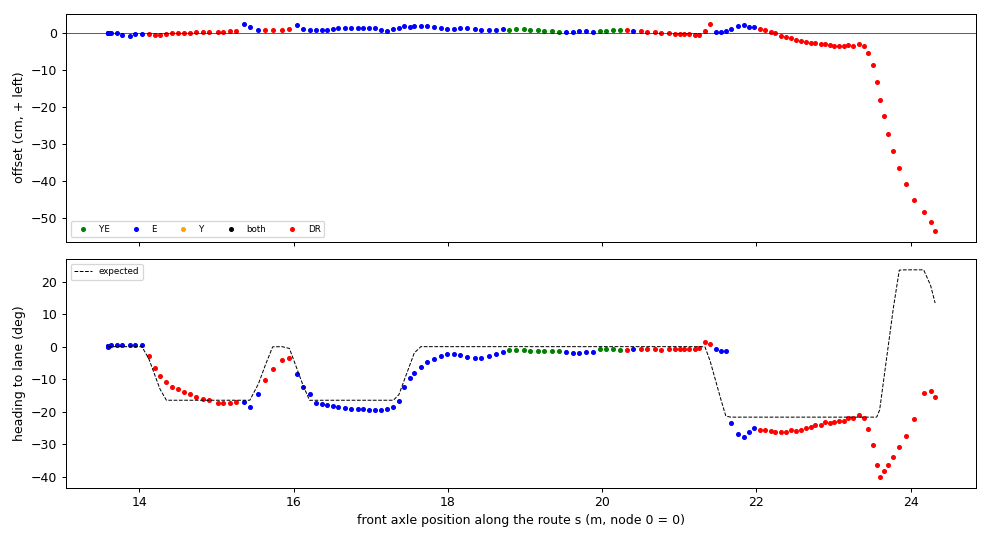 0
−10
−20
−30
−40
−50
offset (cm, + left)
YE E Y both DR
20
10
0
−10
−20
−30
−40
heading to lane (deg)
expected
14 16 18 20 22 24
front axle position along the route s (m, node 0 = 0)